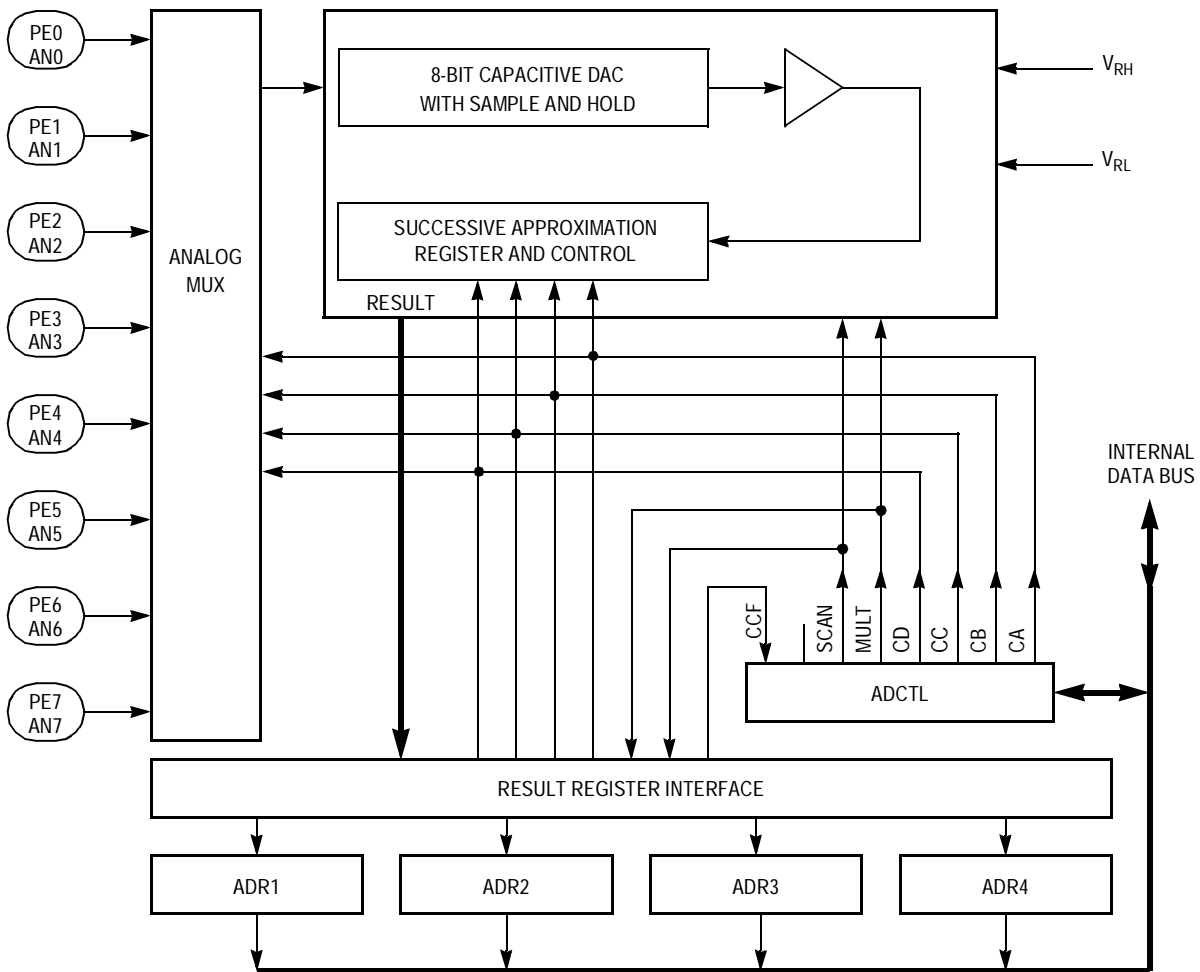 PE0
AN0
PE1
AN1
PE2
AN2
PE3
AN3
PE4
AN4
PE5
AN5
PE6
AN6
PE7
AN7
ANALOG
MUX
8-BIT CAPACITIVE DAC
WITH SAMPLE AND HOLD
SUCCESSIVE APPROXIMATION
REGISTER AND CONTROL
RESULT
VRH
VRL
INTERNAL
DATA BUS
CCF
SCAN
MULT
CD
CC
CB
CA
ADCTL
RESULT REGISTER INTERFACE
ADR1
ADR2
ADR3
ADR4